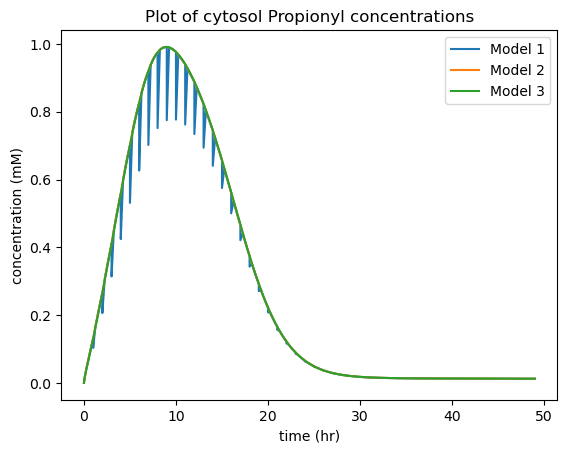 Plot of cytosol Propionyl concentrations
Model 1
Model 2
Model 3
concentration (mM)
1.0
0.8
0.6
0.4
0.2
0.0
0
10
20
30
40
50
time (hr)